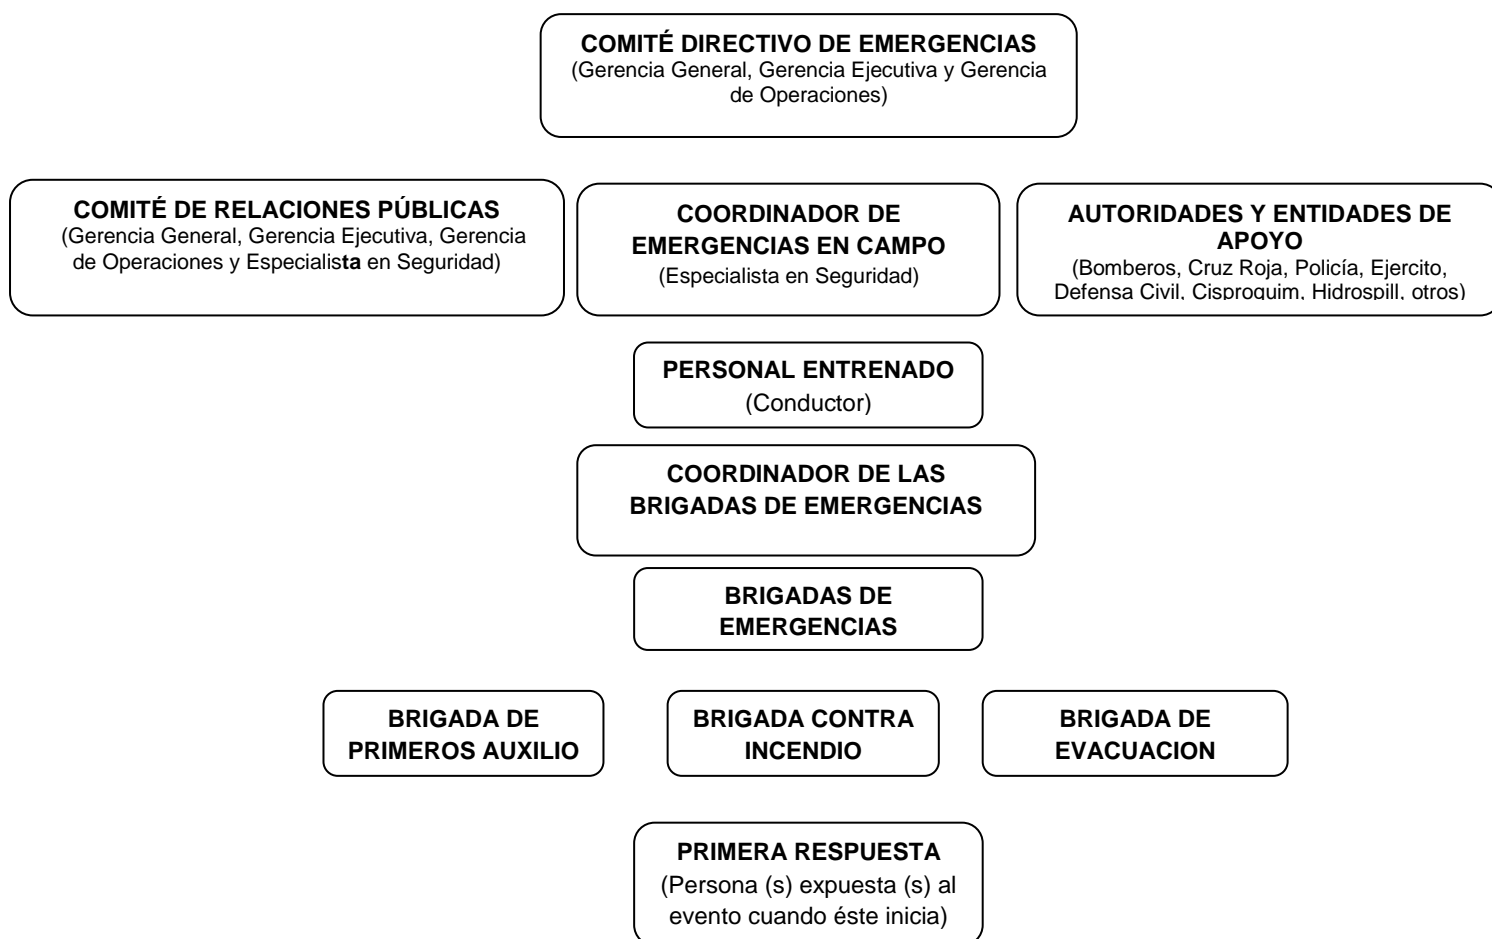 COMITÉ DIRECTIVO DE EMERGENCIAS
(Gerencia General, Gerencia Ejecutiva y Gerencia
de Operaciones)
COMITÉ DE RELACIONES PÚBLICAS
(Gerencia General, Gerencia Ejecutiva, Gerencia
de Operaciones y Especialista en Seguridad)
COORDINADOR DE
EMERGENCIAS EN CAMPO
(Especialista en Seguridad)
AUTORIDADES Y ENTIDADES DE
APOYO
(Bomberos, Cruz Roja, Policía, Ejercito,
Defensa Civil, Cisproquim, Hidrospill, otros)
PERSONAL ENTRENADO
(Conductor)
COORDINADOR DE LAS
BRIGADAS DE EMERGENCIAS
BRIGADAS DE
EMERGENCIAS
BRIGADA DE
PRIMEROS AUXILIO
BRIGADA CONTRA
INCENDIO
BRIGADA DE
EVACUACION
PRIMERA RESPUESTA
(Persona (s) expuesta (s) al
evento cuando éste inicia)